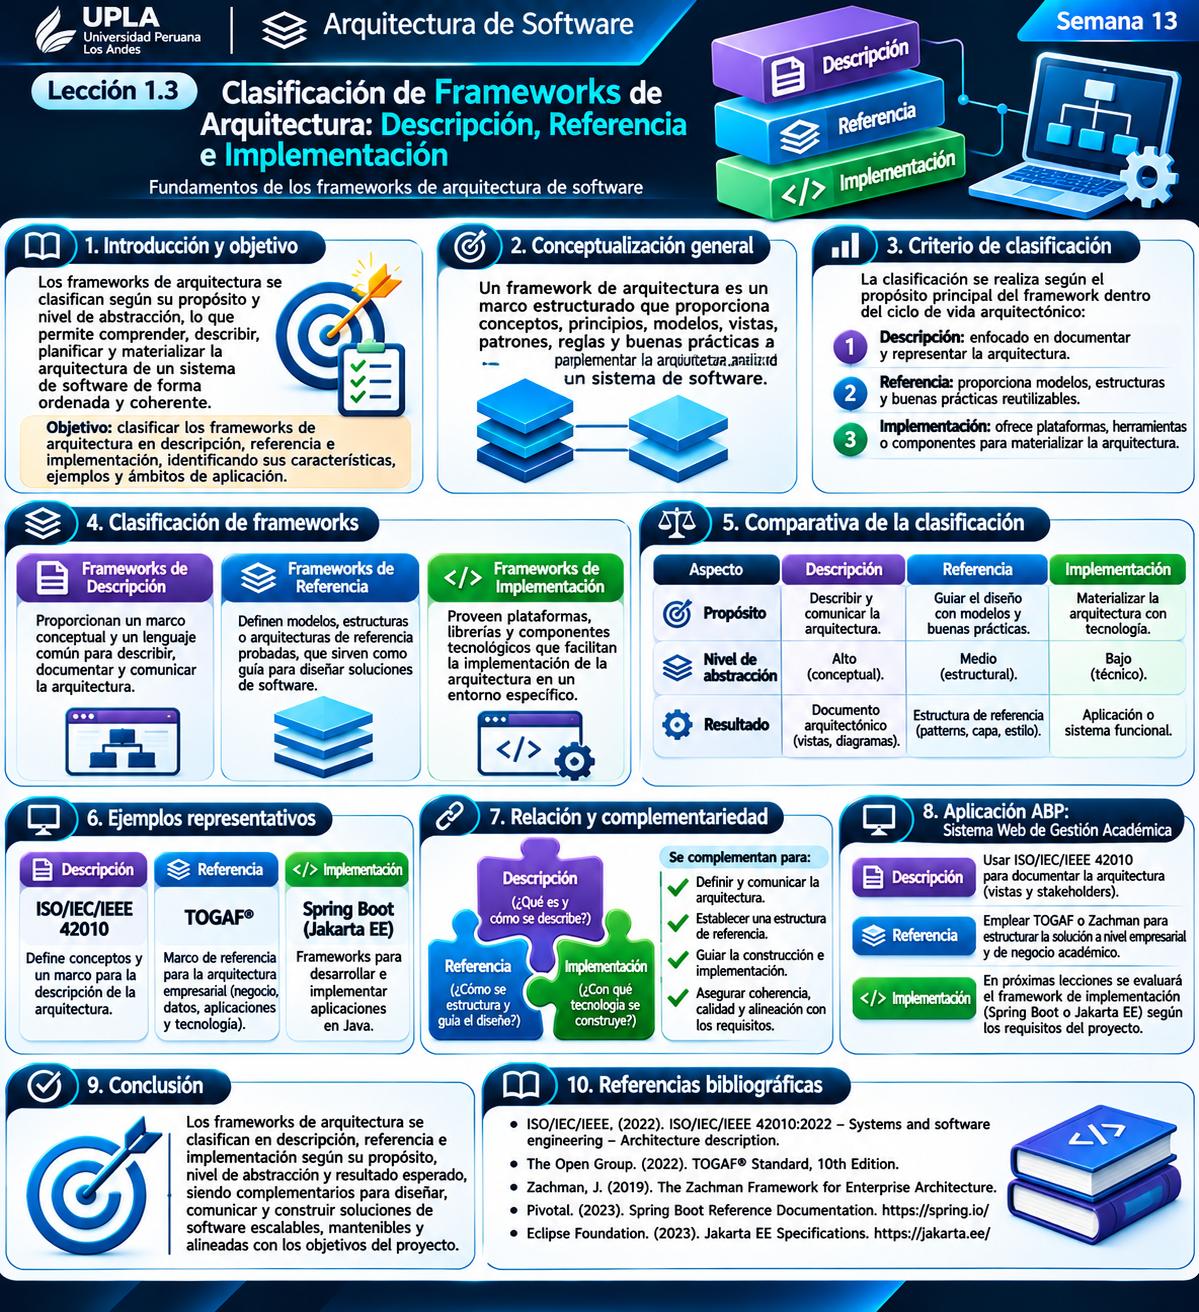 UPLA
Universidad Peruana
Los Andes
Arquitectura de Software
Semana 13
Lección 1.3
Clasificación de Frameworks de
Arquitectura: Descripción, Referencia
e Implementación
Fundamentos de los frameworks de arquitectura de software
Descripción
Referencia
</> Implementación
1. Introducción y objetivo
Los frameworks de arquitectura se
clasifican según su propósito y
nivel de abstracción, lo que
permite comprender, describir,
planificar y materializar la
arquitectura de un sistema
de software de forma
ordenada y coherente.
Objetivo: clasificar los frameworks de
arquitectura en descripción, referencia e
implementación, identificando sus características,
ejemplos y ámbitos de aplicación.
2. Conceptualización general
Un framework de arquitectura es un
marco estructurado que proporciona
conceptos, principios, modelos, vistas,
patrones, reglas y buenas prácticas a
un sistema de software.
3. Criterio de clasificación
La clasificación se realiza según el
propósito principal del framework dentro
del ciclo de vida arquitectónico:
1 Descripción: enfocado en documentar
y representar la arquitectura.
2 Referencia: proporciona modelos, estructuras
y buenas prácticas reutilizables.
3 Implementación: ofrece plataformas, herramientas
o componentes para materializar la arquitectura.
4. Clasificación de frameworks
Frameworks de
Descripción
Proporcionan un marco
conceptual y un lenguaje
común para describir,
documentar y comunicar
la arquitectura.
Frameworks de
Referencia
Definen modelos, estructuras
o arquitecturas de referencia
probadas, que sirven como
guía para diseñar soluciones
de software.
</> Frameworks de
Implementación
Proveen plataformas,
librerías y componentes
tecnológicos que facilitan
la implementación de la
arquitectura en un
entorno específico.
</>
5. Comparativa de la clasificación
Aspecto Descripción Referencia Implementación
Propósito
Describir y
comunicar la
arquitectura.
Guiar el diseño
con modelos y
buenas prácticas.
Materializar la
arquitectura con
tecnología.
Nivel de
abstracción
Alto
(conceptual).
Medio
(estructural).
Bajo
(técnico).
Resultado
Documento
arquitectónico
(vistas, diagramas).
Estructura de referencia
(patterns, capa, estilo).
Aplicación o
sistema funcional.
6. Ejemplos representativos
Descripción
ISO/IEC/IEEE
42010
Define conceptos y
un marco para la
descripción de la
arquitectura.
Referencia
TOGAF®
Marco de referencia
para la arquitectura
empresarial (negocio,
datos, aplicaciones
y tecnología).
</> Implementación
Spring Boot
(Jakarta EE)
Frameworks para
desarrollar e
implementar
aplicaciones
en Java.
7. Relación y complementariedad
Descripción
(¿Qué es y
cómo se describe?)
Referencia
(¿Cómo se
estructura y
guia el diseño?)
Implementación
(¿Con qué
tecnologia se
construye?)
Se complementan para:
Definir y comunicar la
arquitectura.
Establecer una estructura
de referencia.
Guiar la construcción e
implementación.
Asegurar coherencia,
calidad y alineación con
los requisitos.
8. Aplicación ABP:
Sistema Web de Gestión Académica
Descripción
Usar ISO/IEC/IEEE 42010
para documentar la arquitectura
(vistas y stakeholders).
Referencia
Emplear TOGAF o Zachman para
estructurar la solución a nivel empresarial
y de negocio académico.
</> Implementación
En próximas lecciones se evaluará
el framework de implementación
(Spring Boot o Jakarta EE) según
los requisitos del proyecto.
9. Conclusión
Los frameworks de arquitectura se
clasifican en descripción, referencia e
implementación según su propósito,
nivel de abstracción y resultado esperado,
siendo complementarios para diseñar,
comunicar y construir soluciones de
software escalables, mantenibles y
alineadas con los objetivos del proyecto.
10. Referencias bibliográficas
• ISO/IEC/IEEE, (2022). ISO/IEC/IEEE 42010:2022 – Systems and software
engineering – Architecture description.
• The Open Group. (2022). TOGAF® Standard, 10th Edition.
• Zachman, J. (2019). The Zachman Framework for Enterprise Architecture.
• Pivotal. (2023). Spring Boot Reference Documentation. https://spring.io/
• Eclipse Foundation. (2023). Jakarta EE Specifications. https://jakarta.ee/
</>